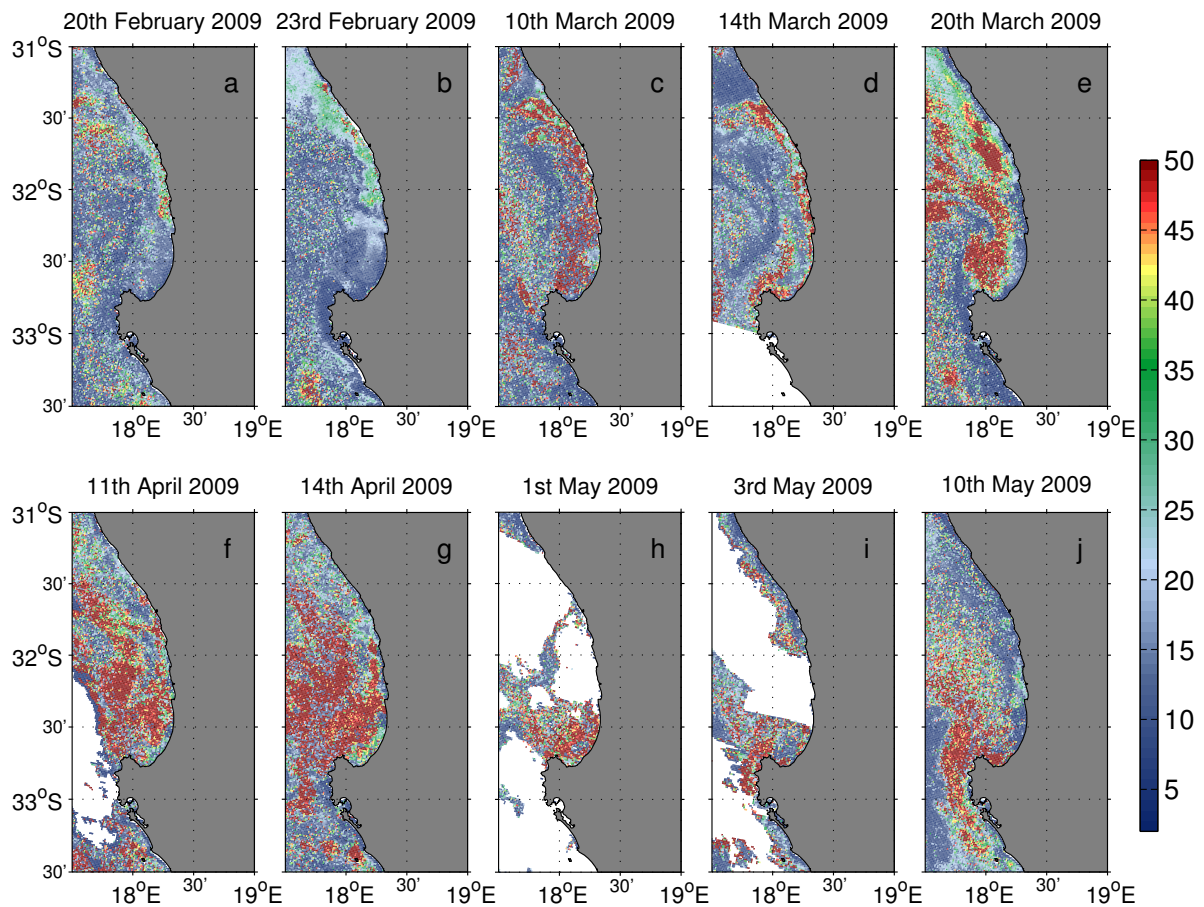 20th February 2009 23rd February 2009 10th March 2009 14th March 2009 20th March 2009
31°S
a b c d e
30'
32°S
30'
33°S
30'
18°E 30' 19°E 18°E 30' 19°E 18°E 30' 19°E 18°E 30' 19°E 18°E 30' 19°E
11th April 2009 14th April 2009 1st May 2009 3rd May 2009 10th May 2009
31°S
f g h i j
30'
32°S
30'
33°S
30'
18°E 30' 19°E 18°E 30' 19°E 18°E 30' 19°E 18°E 30' 19°E 18°E 30' 19°E
50
45
40
35
30
25
20
15
10
5